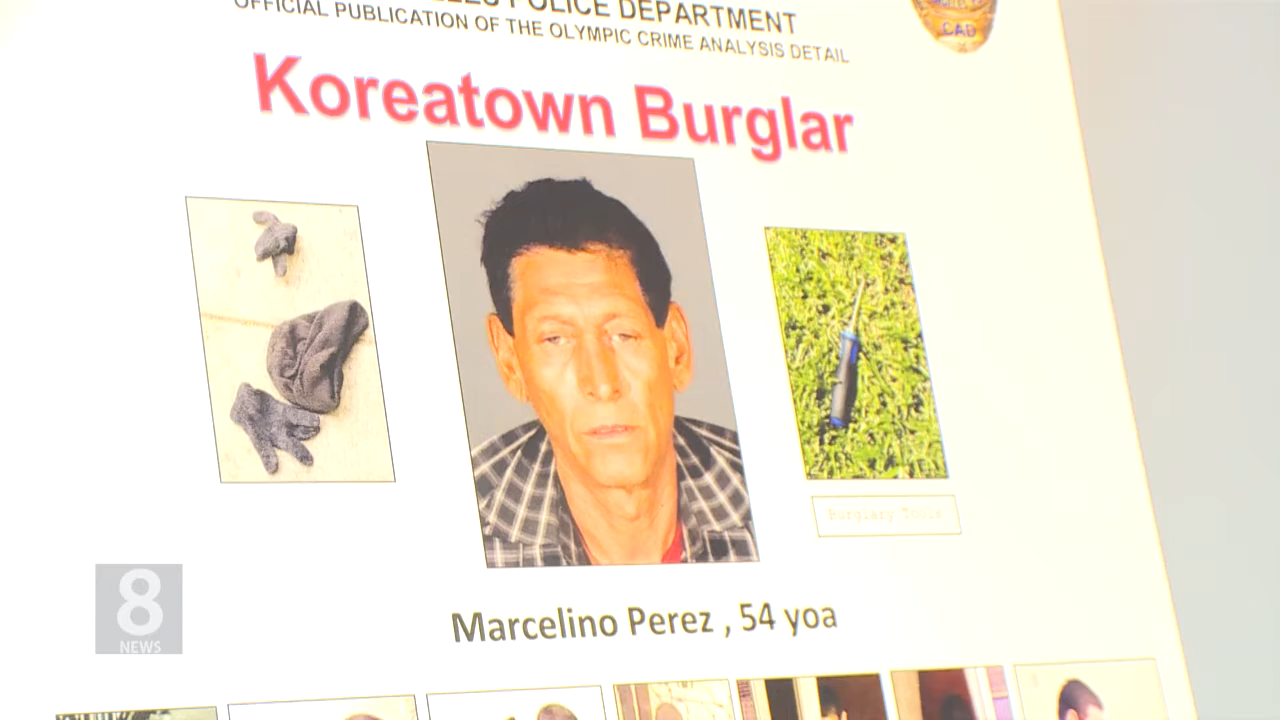 POLICE DEPARTMENT
OFFICIAL PUBLICATION OF THE OLYMPIC CRIME ANALYSIS DETAIL
CAD
Koreatown Burglar
Burglary Tools
Marcelino Perez , 54 yoa
8
NEWS